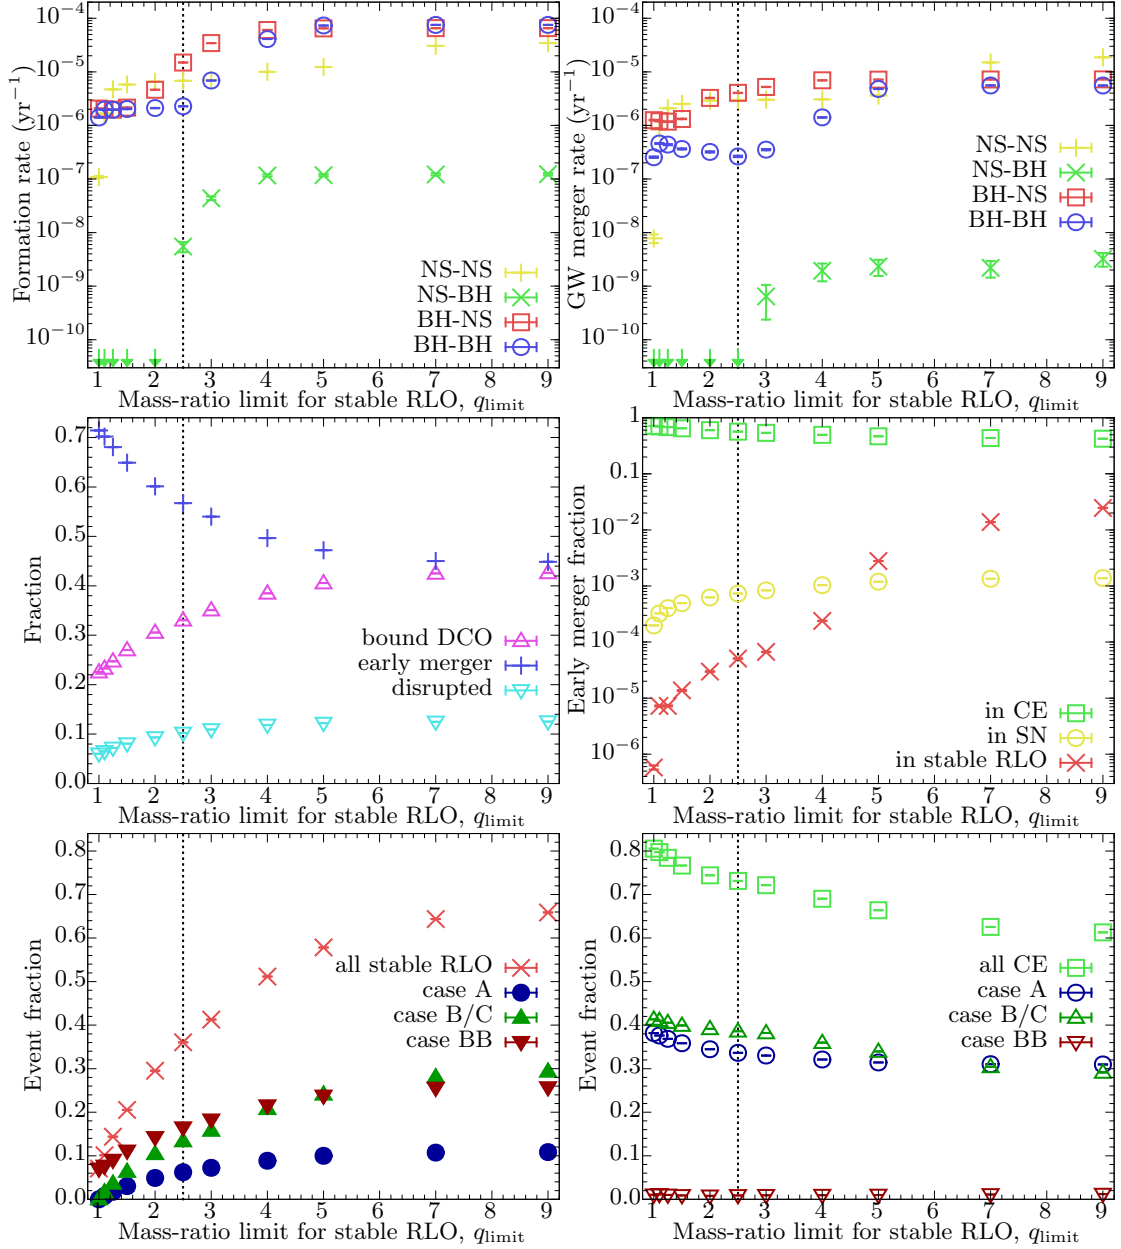 Formation rate (yr⁻¹)
10⁻⁴
10⁻⁵
10⁻⁶
10⁻⁷
10⁻⁸
10⁻⁹
10⁻¹⁰
NS-NS
NS-BH
BH-NS
BH-BH
1 2 3 4 5 6 7 8 9
Mass-ratio limit for stable RLO, q_limit
GW merger rate (yr⁻¹)
10⁻⁴
10⁻⁵
10⁻⁶
10⁻⁷
10⁻⁸
10⁻⁹
10⁻¹⁰
NS-NS
NS-BH
BH-NS
BH-BH
1 2 3 4 5 6 7 8 9
Mass-ratio limit for stable RLO, q_limit
Fraction
0.7
0.6
0.5
0.4
0.3
0.2
0.1
0.0
bound DCO
early merger
disrupted
1 2 3 4 5 6 7 8 9
Mass-ratio limit for stable RLO, q_limit
Early merger fraction
1
0.1
10⁻²
10⁻³
10⁻⁴
10⁻⁵
10⁻⁶
in CE
in SN
in stable RLO
1 2 3 4 5 6 7 8 9
Mass-ratio limit for stable RLO, q_limit
Event fraction
0.8
0.7
0.6
0.5
0.4
0.3
0.2
0.1
0.0
all stable RLO
case A
case B/C
case BB
1 2 3 4 5 6 7 8 9
Mass-ratio limit for stable RLO, q_limit
Event fraction
0.8
0.7
0.6
0.5
0.4
0.3
0.2
0.1
0.0
all CE
case A
case B/C
case BB
1 2 3 4 5 6 7 8 9
Mass-ratio limit for stable RLO, q_limit